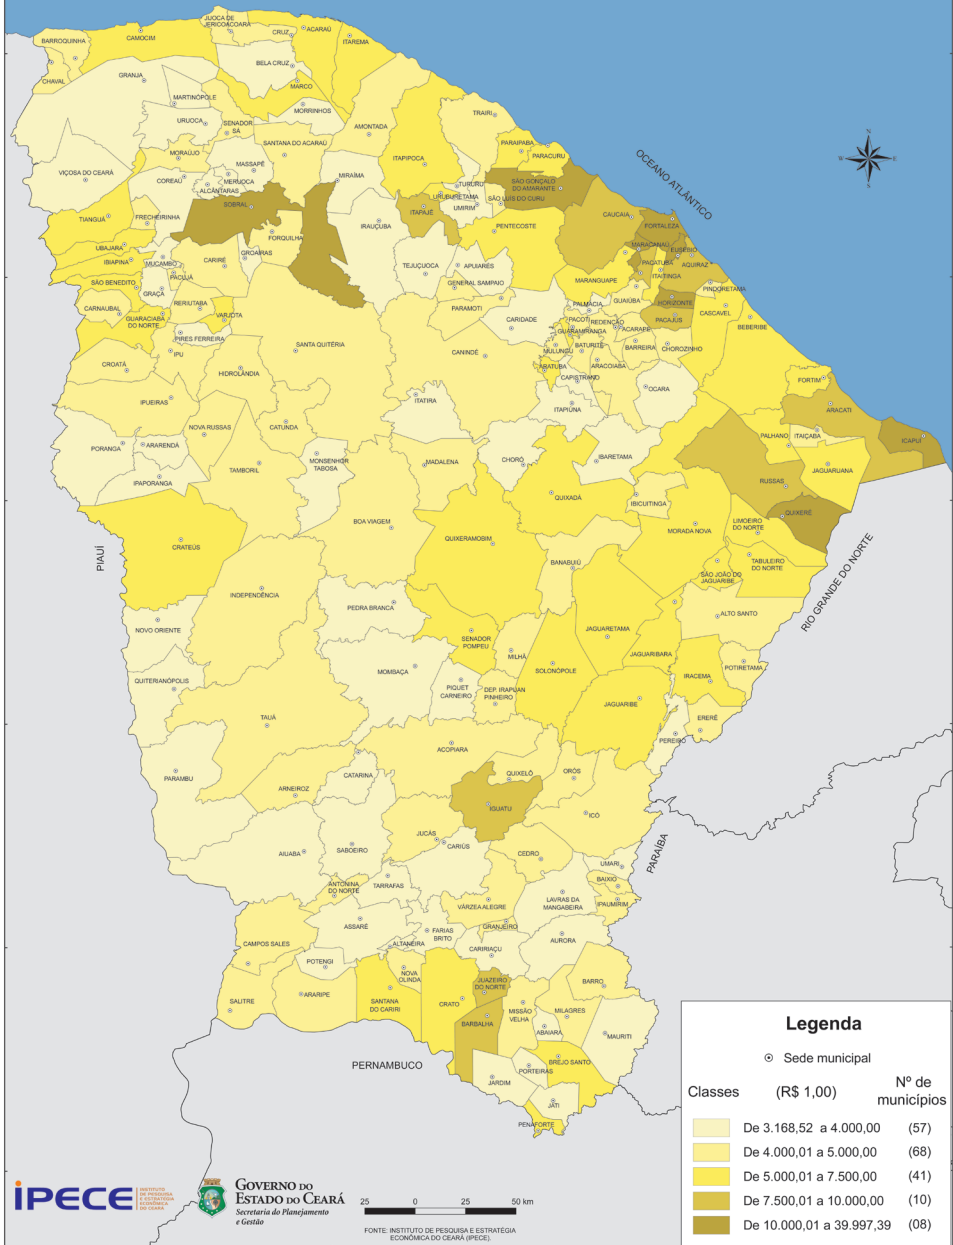 JIJOCA DE
JERICOACOARA
CRUZ
ACARAÚ
ITAREMA
BARROQUINHA
CAMOCIM
CHAVAL
GRANJA
BELA CRUZ
MARCO
MARTINÓPOLE
MORRINHOS
URUOCA
SENADOR
SÁ
AMONTADA
TRAIRI
SANTANA DO ACARAÚ
MORAÚJO
PARAIPABA
PARACURU
ITAPIPOCA
OCEANO ATLÂNTICO
VIÇOSA DO CEARÁ
COREAÚ
MASSAPÊ
MERUOCA
ALCÂNTARAS
MIRAÍMA
TURURU
URUBURETAMA
UMIRIM
SÃO GONÇALO
DO AMARANTE
SÃO LUÍS DO CURU
SOBRAL
ITAPAJÉ
TIANGUÁ
FRECHEIRINHA
IRAUÇUBA
PENTECOSTE
CAUCAIA
FORTALEZA
FORQUILHA
MARACANAÚ
EUSÉBIO
UBAJARA
IBIAPINA
MUCAMBO
CARIRÉ
GROAÍRAS
TEJUÇUOCA
APUIARÉS
PACATUBA
AQUIRAZ
ITAITINGA
PACUJÁ
GENERAL SAMPAIO
MARANGUAPE
SÃO BENEDITO
GRAÇA
PINDORETAMA
GUAIÚBA
HORIZONTE
CARNAUBAL
RERIUTABA
VARJOTA
GUARACIABA
DO NORTE
PARAMOTI
CARIDADE
PALMÁCIA
PACOTI
REDENÇÃO
ACARAPE
PACAJUS
CASCAVEL
BEBERIBE
PIRES FERREIRA
GUARAMIRANGA
MULUNGU
BATURITÉ
BARREIRA
CHOROZINHO
IPU
SANTA QUITÉRIA
CANINDÉ
CROATÁ
HIDROLÂNDIA
ARATUBA
ARACOIABA
CAPISTRANO
FORTIM
OCARA
IPUEIRAS
ITATIRA
ITAPIÚNA
ARACATI
NOVA RUSSAS
CATUNDA
PORANGA
ARARENDÁ
PALHANO
ITAIÇABA
ICAPUÍ
MONSENHOR
TABOSA
TAMBORIL
MADALENA
CHORÓ
IBARETAMA
JAGUARUANA
IPAPORANGA
RUSSAS
QUIXADÁ
IBICUITINGA
QUIXERÉ
BOA VIAGEM
MORADA NOVA
LIMOEIRO
DO NORTE
CRATEÚS
QUIXERAMOBIM
PIAUÍ
RIO GRANDE DO NORTE
BANABUIÚ
TABULEIRO
DO NORTE
SÃO JOÃO DO
JAGUARIBE
INDEPENDÊNCIA
PEDRA BRANCA
ALTO SANTO
NOVO ORIENTE
SENADOR
POMPEU
JAGUARETAMA
MILHÃ
JAGUARIBARA
MOMBAÇA
SOLONÓPOLE
POTIRETAMA
IRACEMA
QUITERIANÓPOLIS
PIQUET
CARNEIRO
DEP. IRAPUAN
PINHEIRO
JAGUARIBE
TAUÁ
ERERÊ
PEREIRO
ACOPIARA
PARAMBU
CATARINA
QUIXELÔ
ORÓS
ARNEIROZ
IGUATU
ICÓ
JUCÁS
CARIÚS
AIUABA
SABOEIRO
CEDRO
UMARI
PARAÍBA
ANTONINA
DO NORTE
TARRAFAS
BAIXIO
LAVRAS DA
MANGABEIRA
IPAUMIRIM
VÁRZEA ALEGRE
ASSARÉ
GRANJEIRO
FARIAS
BRITO
AURORA
CAMPOS SALES
ALTANEIRA
CARIRIAÇU
POTENGI
NOVA
OLINDA
JUAZEIRO
DO NORTE
BARRO
SALITRE
ARARIPE
SANTANA
DO CARIRI
CRATO
MISSÃO
VELHA
MILAGRES
BARBALHA
ABAIARA
MAURITI
PERNAMBUCO
BREJO SANTO
PORTEIRAS
JARDIM
JATI
PENAFORTE
Legenda
Sede municipal
Classes (R$ 1,00) Nº de
municípios
De 3.168,52 a 4.000,00 (57)
De 4.000,01 a 5.000,00 (68)
De 5.000,01 a 7.500,00 (41)
De 7.500,01 a 10.000,00 (10)
De 10.000,01 a 39.997,39 (08)
IPECE
INSTITUTO
DE PESQUISA
E ESTRATÉGIA
ECONÔMICA
DO CEARÁ
GOVERNO DO
ESTADO DO CEARÁ
Secretaria do Planejamento
e Gestão
25 0 25 50 km
FONTE: INSTITUTO DE PESQUISA E ESTRATÉGIA
ECONÔMICA DO CEARÁ (IPECE).